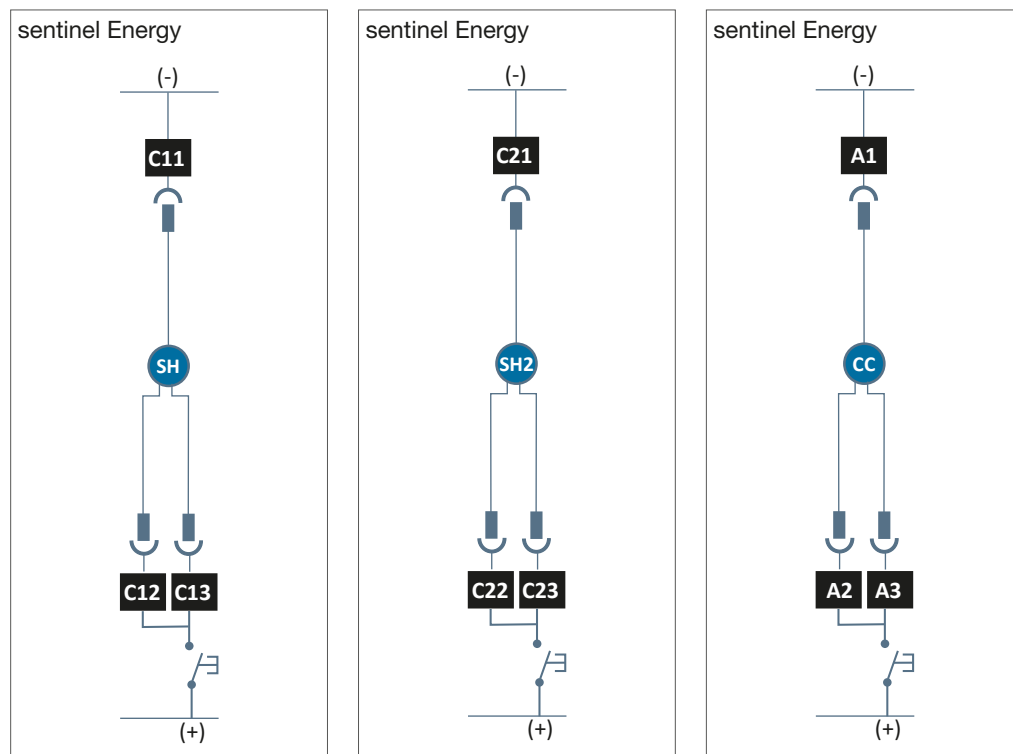 sentinel Energy
(-)
C11
SH
C12 C13
(+)
sentinel Energy
(-)
C21
SH2
C22 C23
(+)
sentinel Energy
(-)
A1
CC
A2 A3
(+)